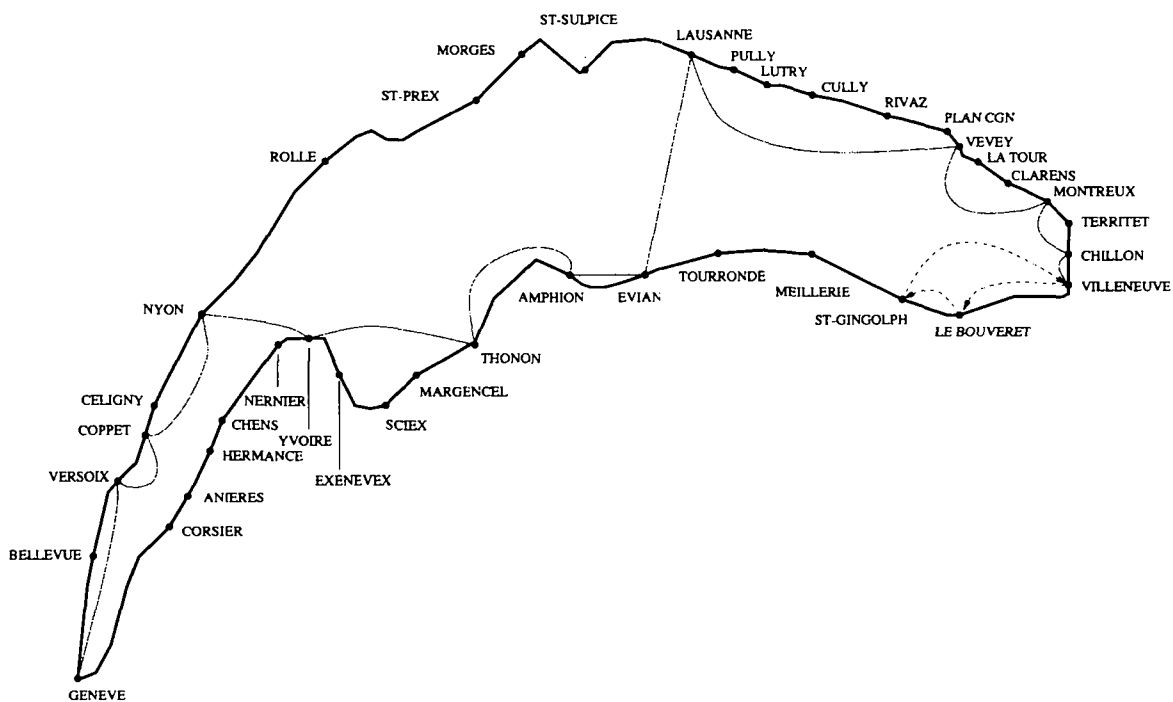 ST-SULPICE
LAUSANNE
MORGES
PULLY
LUTRY
CULLY
ST-PREX
RIVAZ
PLAN CGN
VEVEY
ROLLE
LA TOUR
CLARENS
MONTREUX
TERRITET
CHILLON
TOURRONDE
VILLENEUVE
AMPHION
EVIAN
MEILLERIE
NYON
ST-GINGOLPH
LE BOUVERET
THONON
NERNIER
MARGENCEL
CELIGNY
CHENS
SCIEX
COPPET
YVOIRE
HERMANCE
VERSOIX
EXENEVEX
ANIERES
CORSIER
BELLEVUE
GENEVE